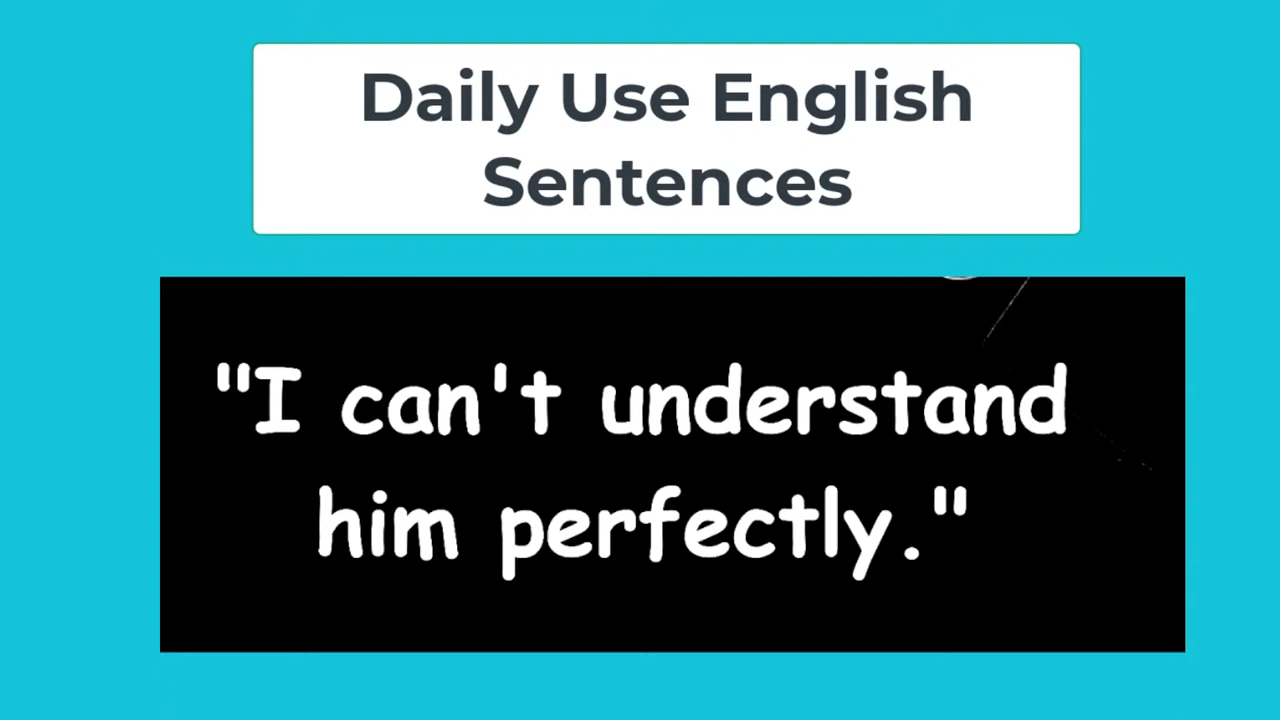 Daily Use English
Sentences
"I can't understand
him perfectly."